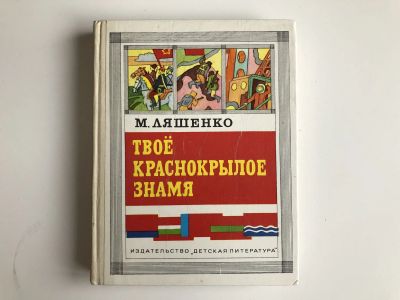 М. ЛЯШЕНКО
ТВОЁ
КРАСНОКРЫЛОЕ
ЗНАМЯ
ИЗДАТЕЛЬСТВО „ДЕТСКАЯ ЛИТЕРАТУРА"